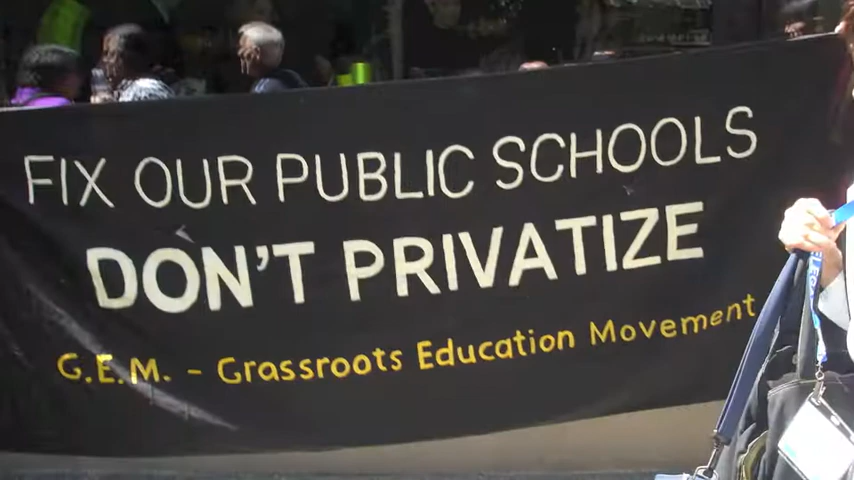 FIX OUR PUBLIC SCHOOLS
DON'T PRIVATIZE
G.E.M. - Grassroots Education Movement